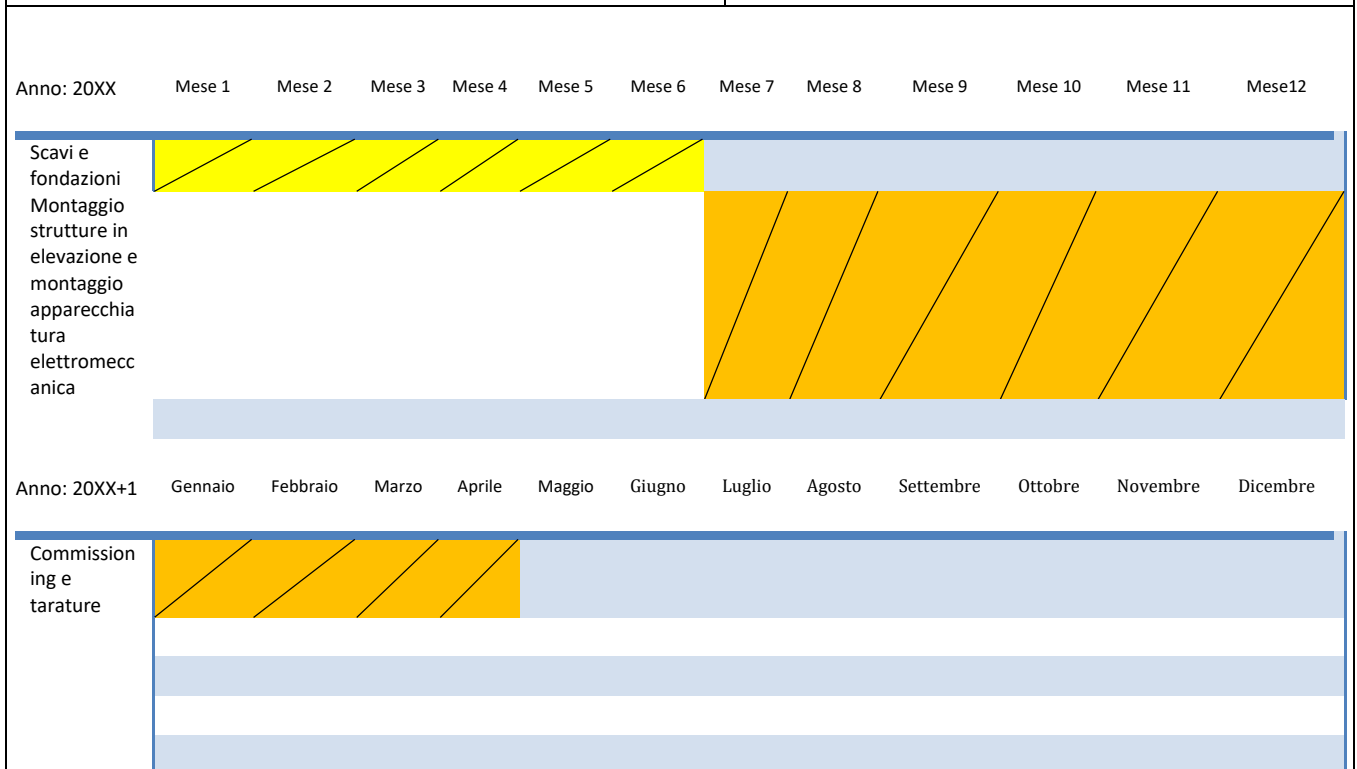 Anno: 20XX Mese 1 Mese 2 Mese 3 Mese 4 Mese 5 Mese 6 Mese 7 Mese 8 Mese 9 Mese 10 Mese 11 Mese12
Scavi e
fondazioni
Montaggio
strutture in
elevazione e
montaggio
apparecchia
tura
elettromecc
anica
Anno: 20XX+1 Gennaio Febbraio Marzo Aprile Maggio Giugno Luglio Agosto Settembre Ottobre Novembre Dicembre
Commission
ing e
tarature